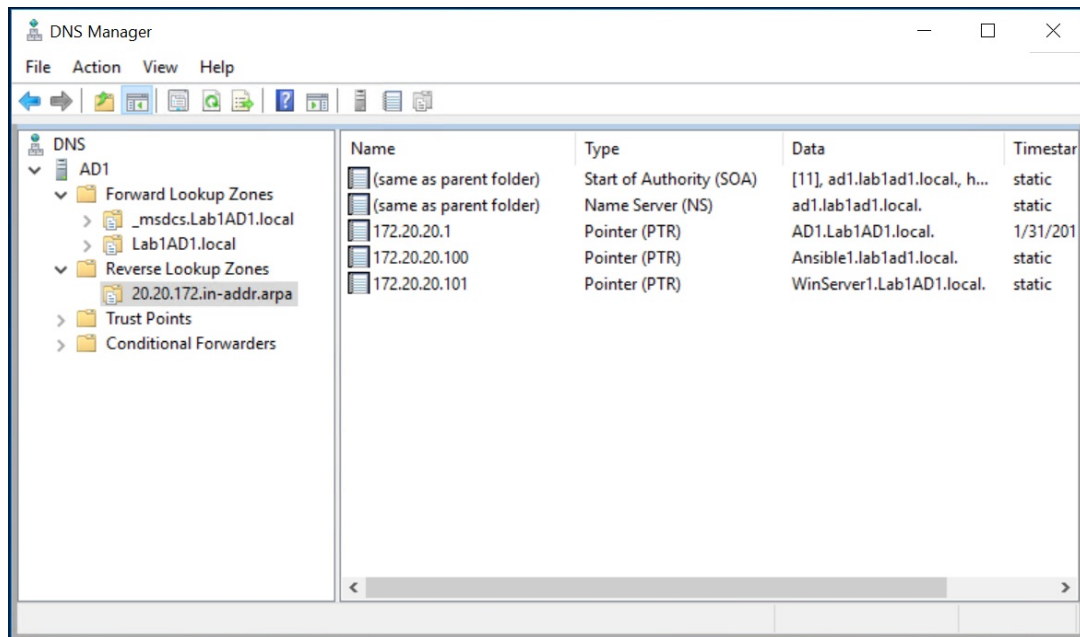 DNS Manager
File Action View Help
DNS
AD1
Forward Lookup Zones
_msdcs.Lab1AD1.local
Lab1AD1.local
Reverse Lookup Zones
20.20.172.in-addr.arpa
Trust Points
Conditional Forwarders
Name Type Data Timestar
(same as parent folder) Start of Authority (SOA) [11], ad1.lab1ad1.local., h... static
(same as parent folder) Name Server (NS) ad1.lab1ad1.local. static
172.20.20.1 Pointer (PTR) AD1.Lab1AD1.local. 1/31/201
172.20.20.100 Pointer (PTR) Ansible1.lab1ad1.local. static
172.20.20.101 Pointer (PTR) WinServer1.Lab1AD1.local. static